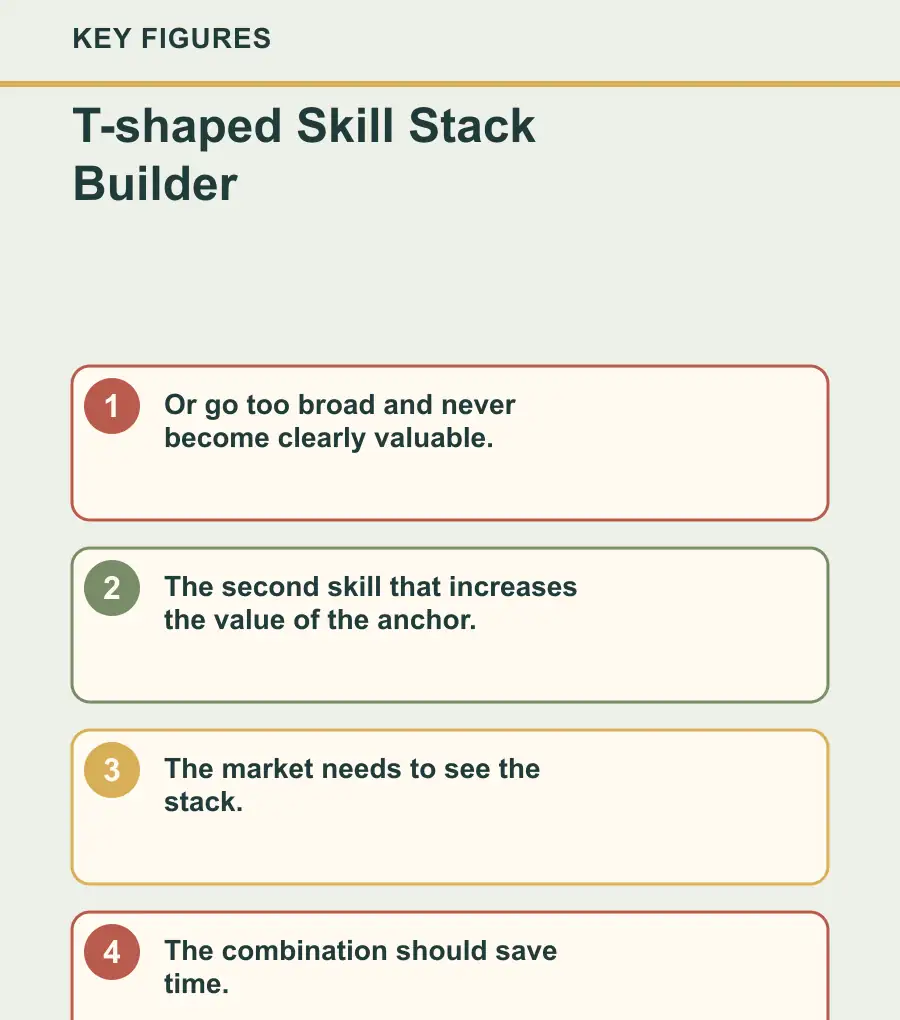 KEY FIGURES
T-shaped Skill Stack
Builder
1
Or go too broad and never
become clearly valuable.
2
The second skill that increases
the value of the anchor.
3
The market needs to see the
stack.
4
The combination should save
time.